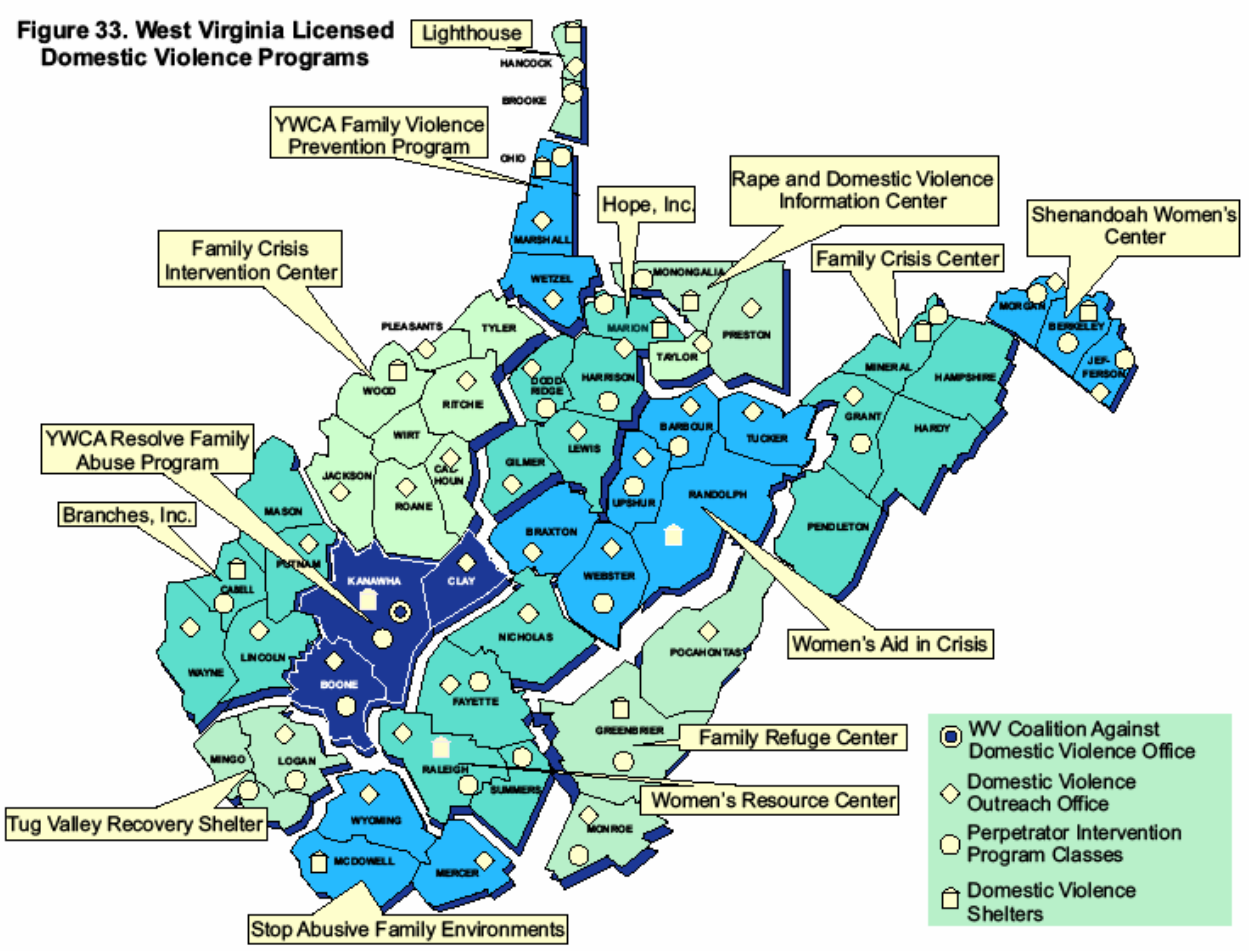 Figure 33. West Virginia Licensed
Domestic Violence Programs
Lighthouse
HANCOCK
BROOKE
YWCA Family Violence
Prevention Program
OHIO
MARSHALL
WETZEL
Hope, Inc.
Rape and Domestic Violence
Information Center
Shenandoah Women's
Center
Family Crisis Center
Family Crisis
Intervention Center
MONONGALIA
MARION
PRESTON
TAYLOR
MORGAN
BERKELEY
JEF-
FERSON
PLEASANTS
TYLER
WOOD
RITCHIE
WIRT
CAL-
HOUN
JACKSON
ROANE
DODD-
RIDGE
HARRISON
GILMER
LEWIS
BARBOUR
TUCKER
UPSHUR
RANDOLPH
MINERAL
HAMPSHIRE
GRANT
HARDY
PENDLETON
YWCA Resolve Family
Abuse Program
Branches, Inc.
MASON
PUTNAM
CABELL
WAYNE
LINCOLN
KANAWHA
CLAY
BOONE
BRAXTON
WEBSTER
NICHOLAS
POCAHONTAS
Women's Aid in Crisis
FAYETTE
GREENBRIER
Family Refuge Center
RALEIGH
SUMMERS
Women's Resource Center
MONROE
MINGO
LOGAN
Tug Valley Recovery Shelter
WYOMING
MCDOWELL
MERCER
Stop Abusive Family Environments
WV Coalition Against
Domestic Violence Office
Domestic Violence
Outreach Office
Perpetrator Intervention
Program Classes
Domestic Violence
Shelters